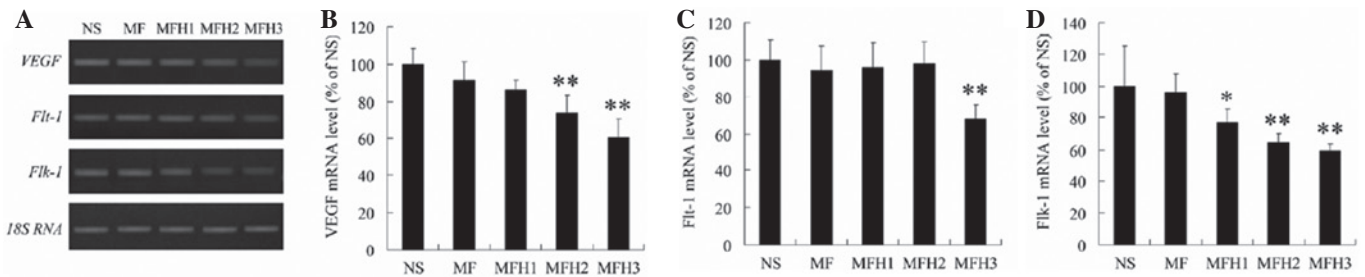 A
NS MF MFH1 MFH2 MFH3
VEGF
Flt-1
Flk-1
18S RNA
B
VEGF mRNA level (% of NS)
120
100
80
60
40
20
0
** **
NS MF MFH1 MFH2 MFH3
C
Flt-1 mRNA level (% of NS)
120
100
80
60
40
20
0
**
NS MF MFH1 MFH2 MFH3
D
Flk-1 mRNA level (% of NS)
140
120
100
80
60
40
20
0
* ** **
NS MF MFH1 MFH2 MFH3